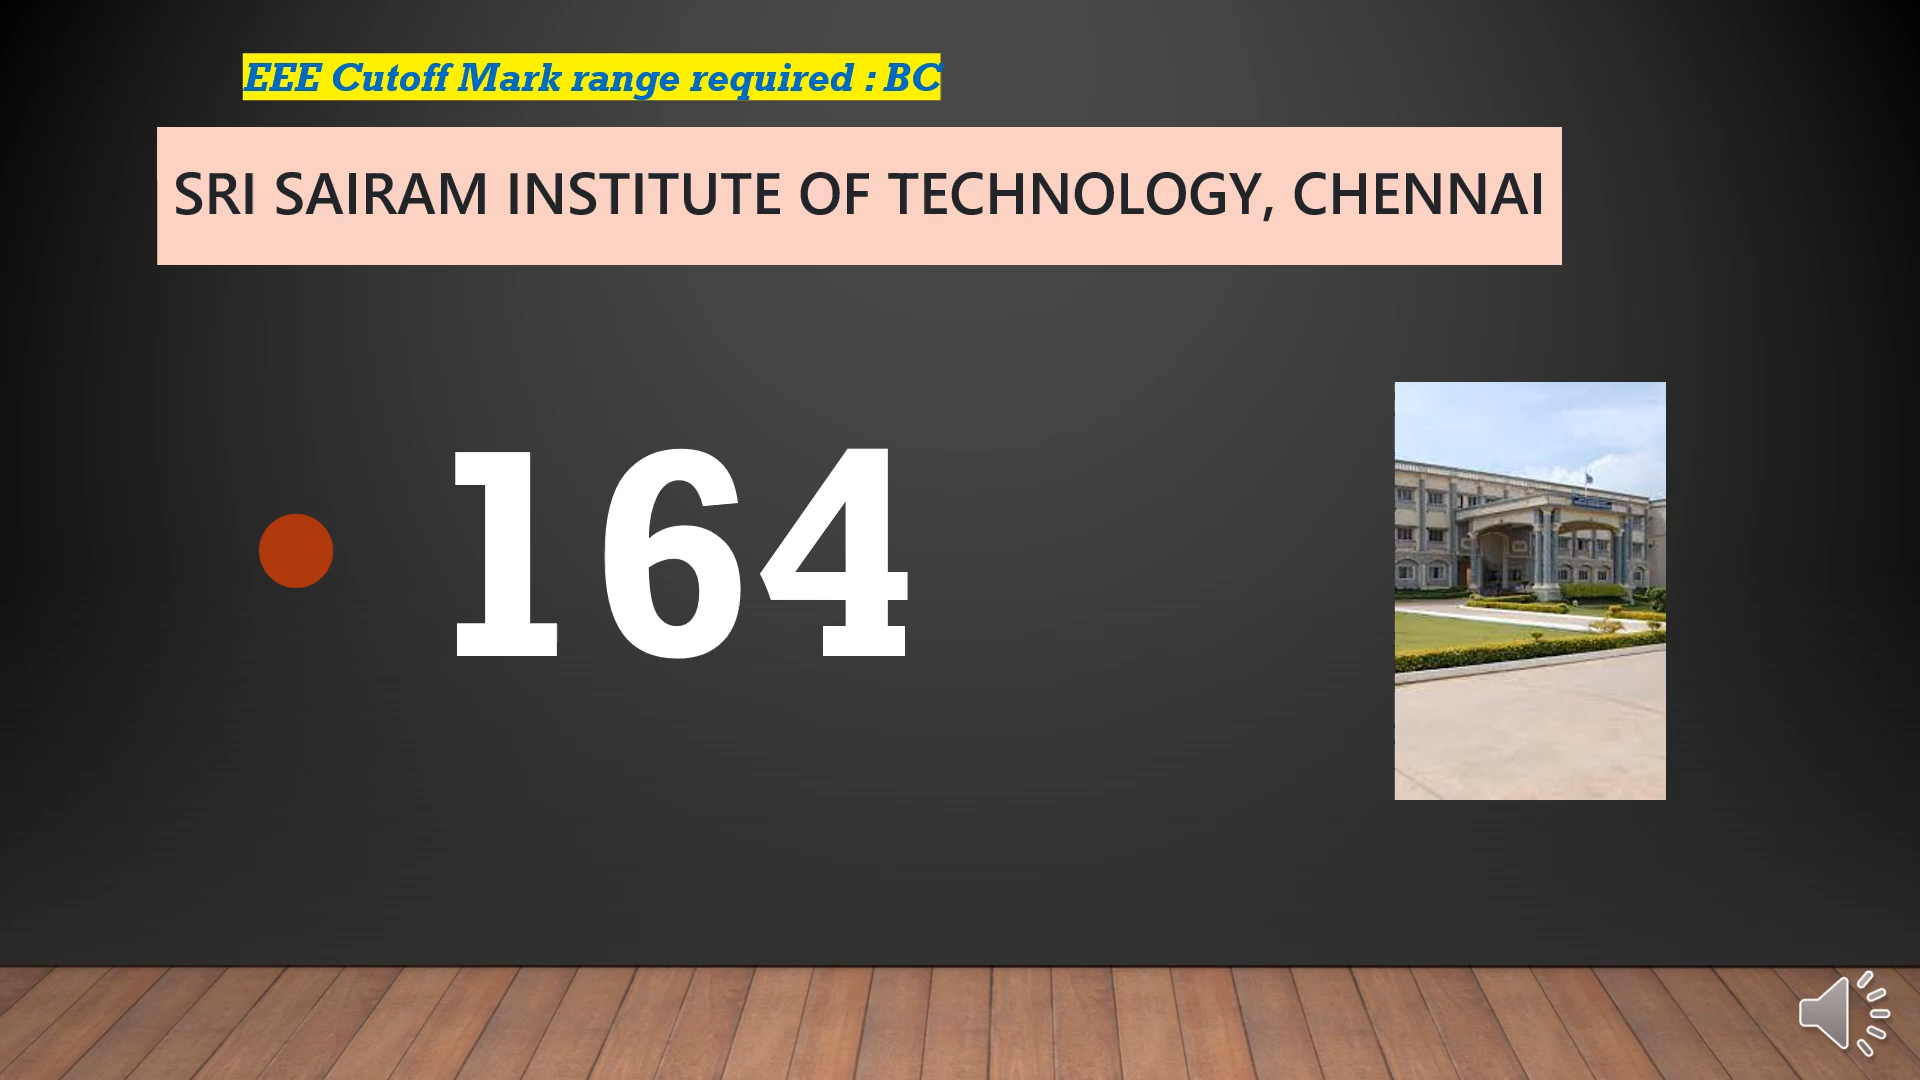 EEE Cutoff Mark range required : BC
SRI SAIRAM INSTITUTE OF TECHNOLOGY, CHENNAI
164